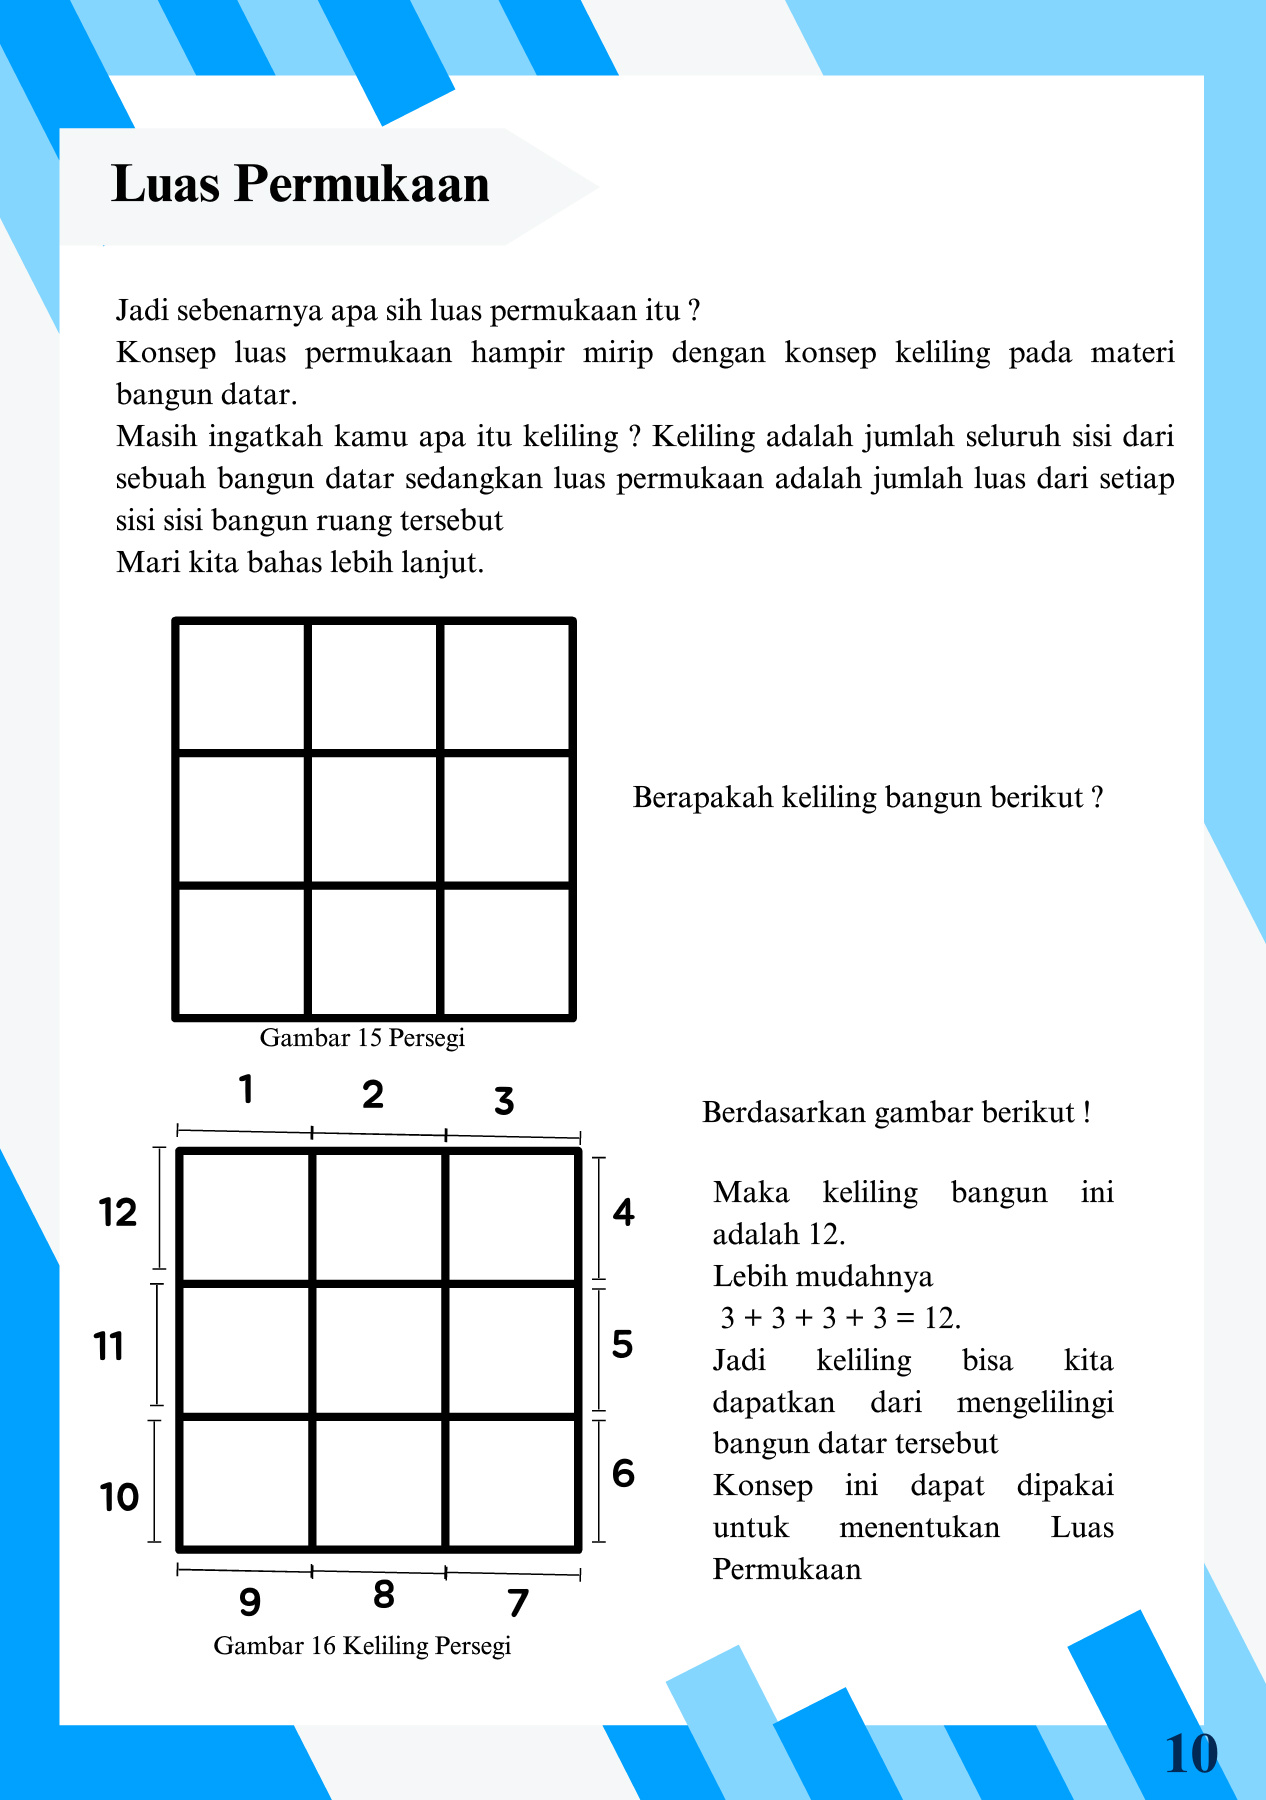 Luas Permukaan
Jadi sebenarnya apa sih luas permukaan itu ?
Konsep luas permukaan hampir mirip dengan konsep keliling pada materi
bangun datar.
Masih ingatkah kamu apa itu keliling ? Keliling adalah jumlah seluruh sisi dari
sebuah bangun datar sedangkan luas permukaan adalah jumlah luas dari setiap
sisi sisi bangun ruang tersebut
Mari kita bahas lebih lanjut.
Berapakah keliling bangun berikut ?
Gambar 15 Persegi
1 2 3
12 4
11 5
10 6
9 8 7
Gambar 16 Keliling Persegi
Berdasarkan gambar berikut !
Maka keliling bangun ini
adalah 12.
Lebih mudahnya
3 + 3 + 3 + 3 = 12.
Jadi keliling bisa kita
dapatkan dari mengelilingi
bangun datar tersebut
Konsep ini dapat dipakai
untuk menentukan Luas
Permukaan
10